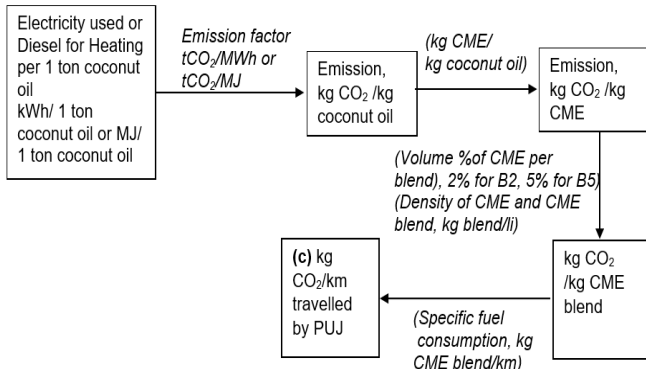 Electricity used or
Diesel for Heating
per 1 ton coconut
oil
kWh/ 1 ton
coconut oil or MJ/
1 ton coconut oil
Emission factor
tCO₂/MWh or
tCO₂/MJ
Emission,
kg CO₂ /kg
coconut oil
(kg CME/
kg coconut oil)
Emission,
kg CO₂ /kg
CME
(Volume %of CME per
blend), 2% for B2, 5% for B5)
(Density of CME and CME
blend, kg blend/li)
kg CO₂
/kg CME
blend
(Specific fuel
consumption, kg
CME blend/km)
(c) kg
CO₂/km
travelled
by PUJ